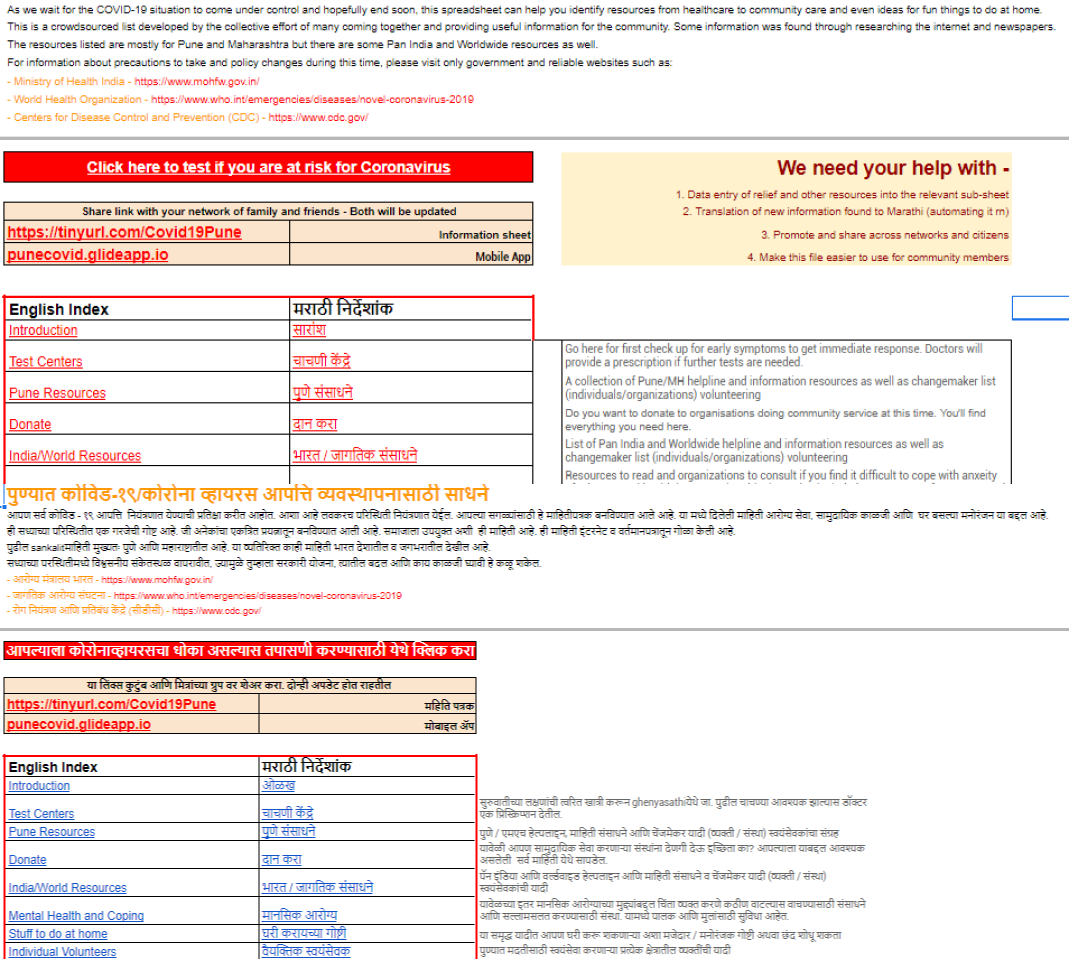 As we wait for the COVID-19 situation to come under control and hopefully end soon, this spreadsheet can help you identify resources from healthcare to community care and even ideas for fun things to do at home.
This is a crowdsourced list developed by the collective effort of many coming together and providing useful information for the community. Some information was found through researching the internet and newspapers.
The resources listed are mostly for Pune and Maharashtra but there are some Pan India and Worldwide resources as well.
For information about precautions to take and policy changes during this time, please visit only government and reliable websites such as:
- Ministry of Health India - https://www.mohfw.gov.in/
- World Health Organization - https://www.who.int/emergencies/diseases/novel-coronavirus-2019
- Centers for Disease Control and Prevention (CDC) - https://www.cdc.gov/
Click here to test if you are at risk for Coronavirus
Share link with your network of family and friends - Both will be updated
https://tinyurl.com/Covid19Pune Information sheet
punecovid.glideapp.io Mobile App
We need your help with -
1. Data entry of relief and other resources into the relevant sub-sheet
2. Translation of new information found to Marathi (automating it rn)
3. Promote and share across networks and citizens
4. Make this file easier to use for community members
English Index मराठी निर्देशांक
Introduction सारांश
Test Centers चाचणी केंद्रे
Go here for first check up for early symptoms to get immediate response. Doctors will
provide a prescription if further tests are needed.
Pune Resources पुणे संसाधने
A collection of Pune/MH helpline and information resources as well as changemaker list
(individuals/organizations) volunteering
Donate दान करा
Do you want to donate to organisations doing community service at this time. You'll find
everything you need here.
India/World Resources भारत / जागतिक संसाधने
List of Pan India and Worldwide helpline and information resources as well as
changemaker list (individuals/organizations) volunteering
Resources to read and organizations to consult if you find it difficult to cope with anxeity
पुण्यात कोविड-१९/कोरोना व्हायरस आपत्ति व्यवस्थापनासाठी साधने
आपण सर्व कोविड - १९ आपत्ति नियंत्रणात येण्याची प्रतिक्षा करीत आहोत. आशा आहे लवकरच परिस्थिती नियंत्रणात येईल. आपल्या सगळ्यांसाठी हे माहितीपत्रक बनविण्यात आले आहे. या मध्ये दिलेली माहिती आरोग्य सेवा, सामुदायिक काळजी आणि घर बसल्या मनोरंजन या बद्दल आहे.
ही सध्याच्या परिस्थितीत एक गरजेची गोष्ट आहे. जी अनेकांचा एकत्रित प्रयत्नातून बनविण्यात आली आहे. समाजाला उपयुक्त अशी ही माहिती आहे. ही माहिती इंटरनेट व वर्तमानपत्रातून गोळा केली आहे.
पुढील sankalitमाहिती मुख्यतः पुणे आणि महाराष्टातील आहे. या व्यतिरिक्त काही माहिती भारत देशातील व जगभरातील देखील आहे.
सध्याच्या परस्थितीमध्ये विश्वसनीय संकेतस्थळ वापरावीत, ज्यामुळे तुम्हाला सरकारी योजना, त्यातील बदल आणि काय काळजी घ्यावी हे कळू शकेल.
- आरोग्य मंत्रालय भारत - https://www.mohfw.gov.in/
- जागतिक आरोग्य संघटना - https://www.who.int/emergencies/diseases/novel-coronavirus-2019
- रोग नियंत्रण आणि प्रतिबंध केंद्रे (सीडीसी) - https://www.cdc.gov/
आपल्याला कोरोनाव्हायरसचा धोका असल्यास तपासणी करण्यासाठी येथे क्लिक करा
या लिंक्स कुटुंब आणि मित्रांच्या ग्रुप वर शेअर करा. दोन्ही अपडेट होत राहतील
https://tinyurl.com/Covid19Pune महिति पत्रक
punecovid.glideapp.io मोबाइल ॲप
English Index मराठी निर्देशांक
Introduction ओळख
Test Centers चाचणी केंद्रे
सुरुवातीच्या लक्षणांची त्वरित खात्री करून ghenyasathiयेथे जा. पुढील चाचण्या आवश्यक झाल्यास डॉक्टर
एक प्रिस्क्रिप्शन देतील.
Pune Resources पुणे संसाधने पुणे / एमएच हेल्पलाइन, माहिती संसाधने आणि चेंजमेकर यादी (व्यक्ती / संस्था) स्वयंसेवकांचा संग्रह
Donate दान करा
यावेळी आपण सामुदायिक सेवा करणाऱ्या संस्थांना देणगी देऊ इच्छिता का? आपल्याला याबद्दल आवश्यक
असलेली सर्व माहिती येथे सापडेल.
India/World Resources भारत / जागतिक संसाधने
पॅन इंडिया आणि वर्ल्डवाइड हेल्पलाइन आणि माहिती संसाधने व चेंजमेकर यादी (व्यक्ती / संस्था)
स्वयंसेवकांची यादी
Mental Health and Coping मानसिक आरोग्य
यावेळच्या इतर मानसिक आरोग्याच्या मुद्द्यांबद्दल चिंता व्यक्त करणे कठीण वाटल्यास वाचण्यासाठी संसाधने
आणि सल्लामसलत करण्यासाठी संस्था. यामध्ये पालक आणि मुलांसाठी सुविधा आहेत.
Stuff to do at home घरी करायच्या गोष्टी या समृद्ध यादीत आपण घरी करू शकणाऱ्या अशा मजेदार / मनोरंजक गोष्टी अथवा छंद शोधू शकता
Individual Volunteers वैयक्तिक स्वयंसेवक पुण्यात मदतीसाठी स्वयंसेवा करणाऱ्या प्रत्येक क्षेत्रातील व्यक्तींची यादी